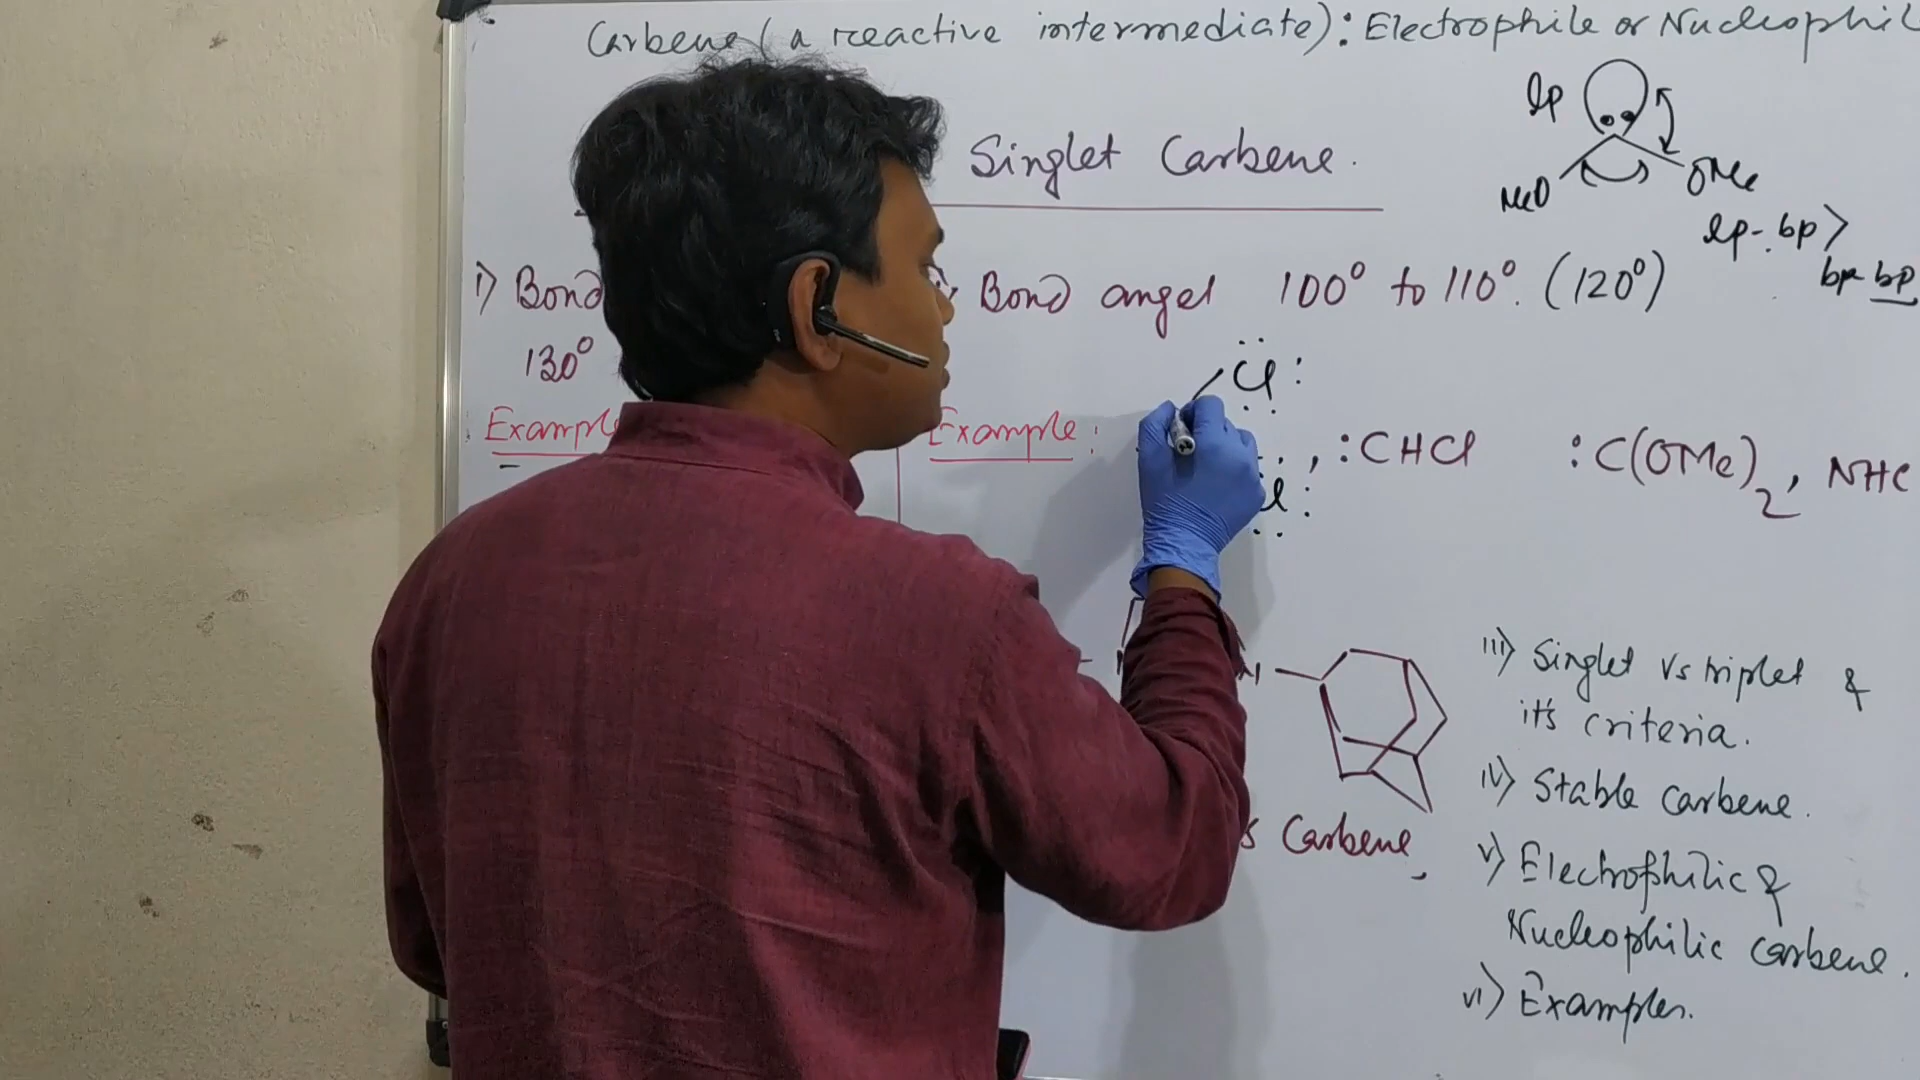 Carbene (a reactive intermediate): Electrophile or Nucleophil
lp
MeO OMe
lp-bp >
bp bp
Singlet Carbene.
i) Bond
130°
Bond angel 100° to 110°. (120°)
Example
Example :
Cl :
, :CHCl :C(OMe)2, NHC
l :
N
s Carbene,
iii) Singlet Vs triplet &
it's criteria.
iv) Stable Carbene.
v) Electrophilic &
Nucleophilic carbene.
vi) Examples.